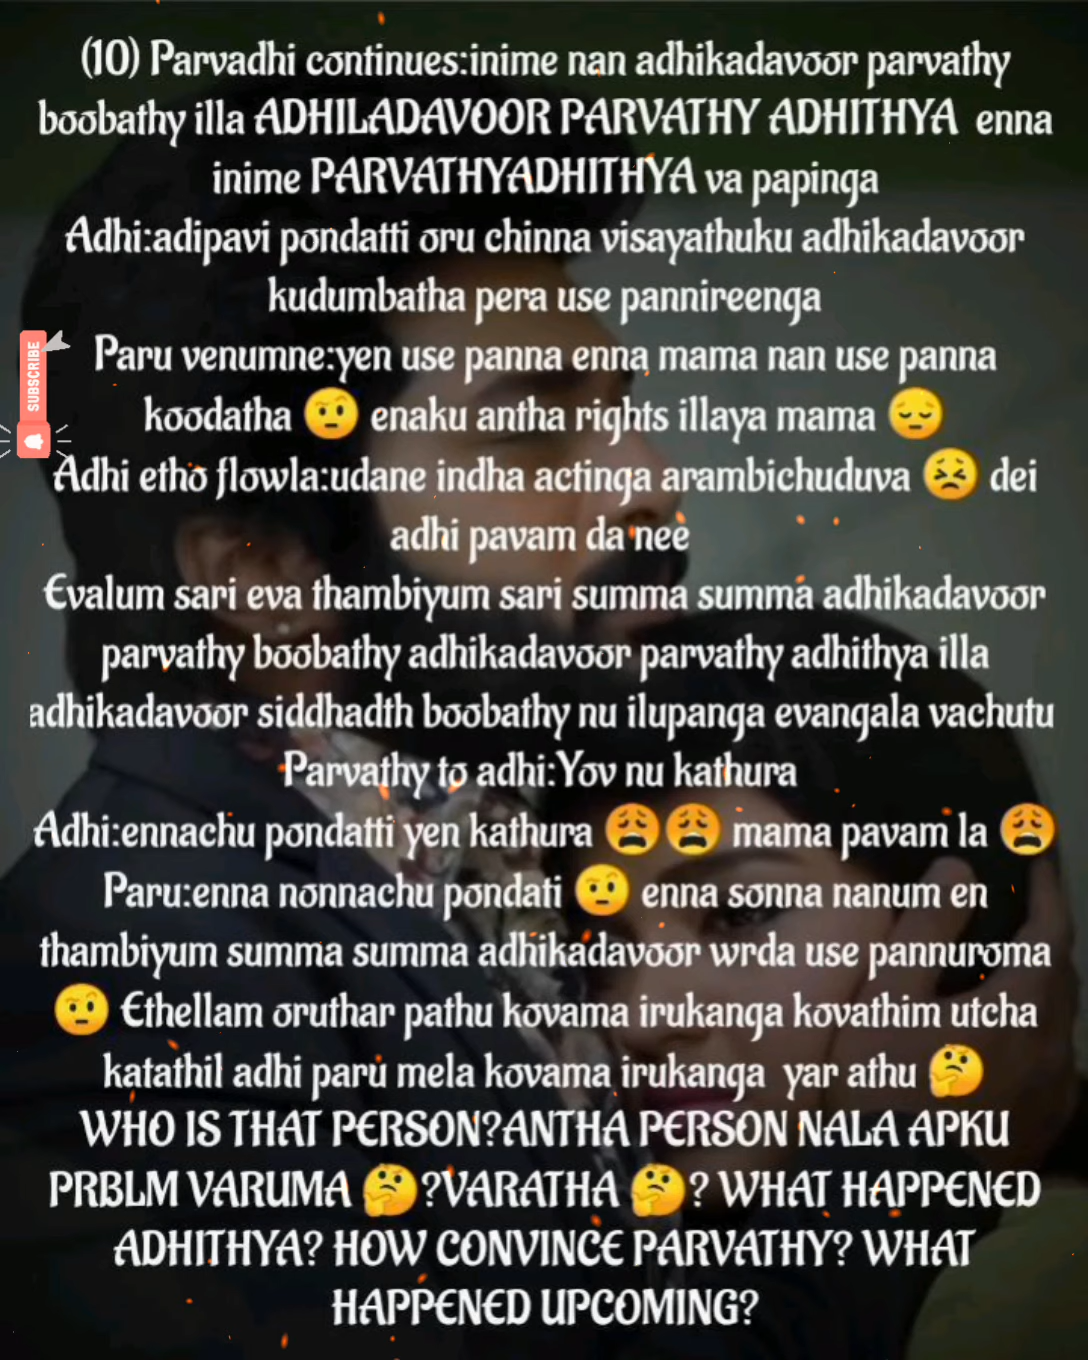 (10) Parvadhi continues:inime nan adhikadavoor parvathy
boobathy illa ADHILADAVOOR PARVATHY ADHITHYA enna
inime PARVATHYADHITHYA va papinga
Adhi:adipavi pondatti oru chinna visayathuku adhikadavoor
kudumbatha pera use pannireenga
Paru venumne:yen use panna enna mama nan use panna
koodatha 🤨 enaku antha rights illaya mama 😔
Adhi etho flowla:udane indha actinga arambichuduva 😣 dei
adhi pavam da nee
Evalum sari eva thambiyum sari summa summa adhikadavoor
parvathy boobathy adhikadavoor parvathy adhithya illa
adhikadavoor siddhadth boobathy nu ilupanga evangala vachutu
Parvathy to adhi:Yov nu kathura
Adhi:ennachu pondatti yen kathura 😩😩 mama pavam la 😩
Paru:enna nonnachu pondati 🤨 enna sonna nanum en
thambiyum summa summa adhikadavoor wrda use pannuroma
🤨 Ethellam oruthar pathu kovama irukanga kovathim utcha
katathil adhi paru mela kovama irukanga yar athu 🤔
WHO IS THAT PERSON?ANTHA PERSON NALA APKU
PRBLM VARUMA 🤔?VARATHA 🤔? WHAT HAPPENED
ADHITHYA? HOW CONVINCE PARVATHY? WHAT
HAPPENED UPCOMING?
SUBSCRIBE